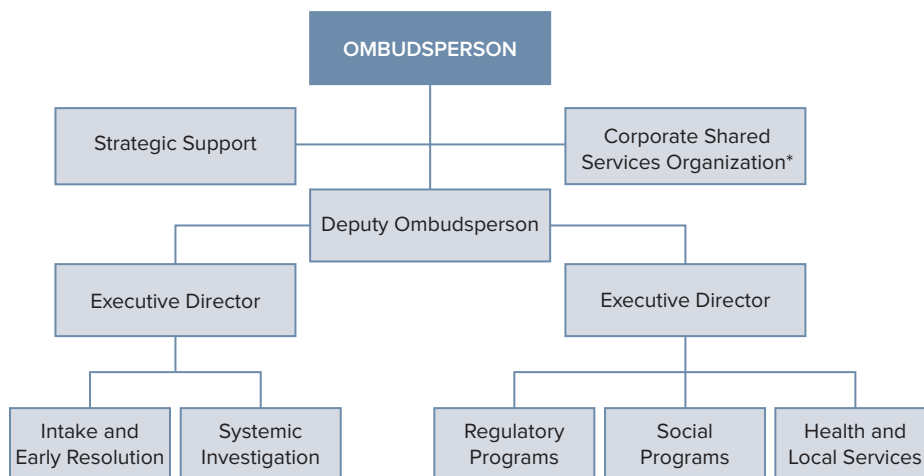 OMBUDSPERSON
Strategic Support
Corporate Shared
Services Organization*
Deputy Ombudsperson
Executive Director
Executive Director
Intake and
Early Resolution
Systemic
Investigation
Regulatory
Programs
Social
Programs
Health and
Local Services